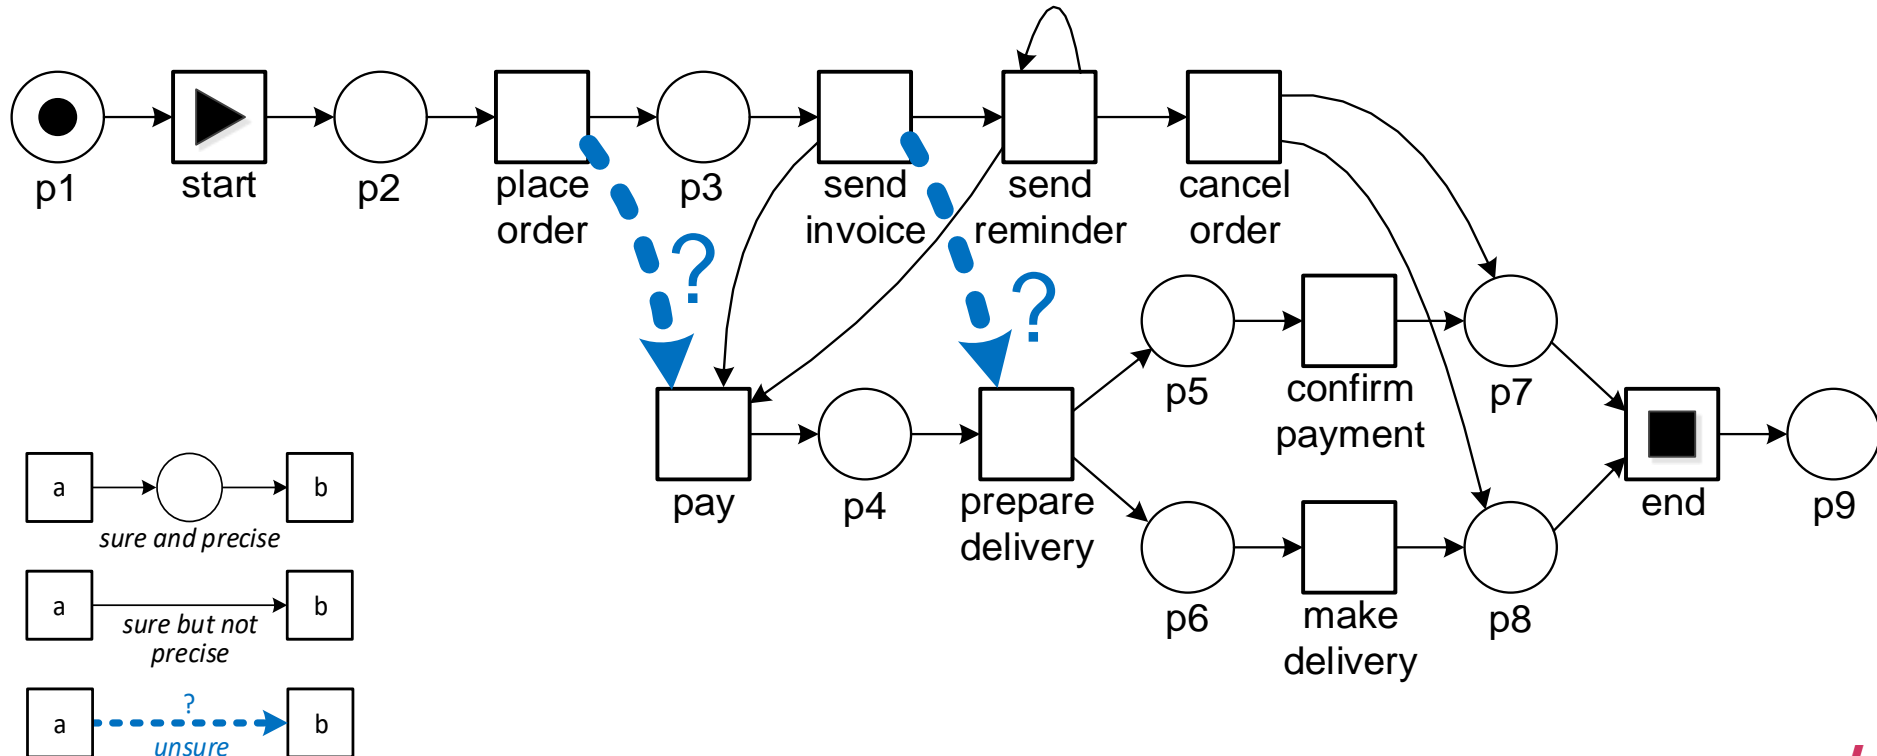 p1
start
p2
place
order
p3
send
invoice
send
reminder
cancel
order
?
?
pay
p4
prepare
delivery
p5
p6
confirm
payment
make
delivery
p7
p8
end
p9
a
b
sure and precise
a
b
sure but not
precise
a
?
b
unsure